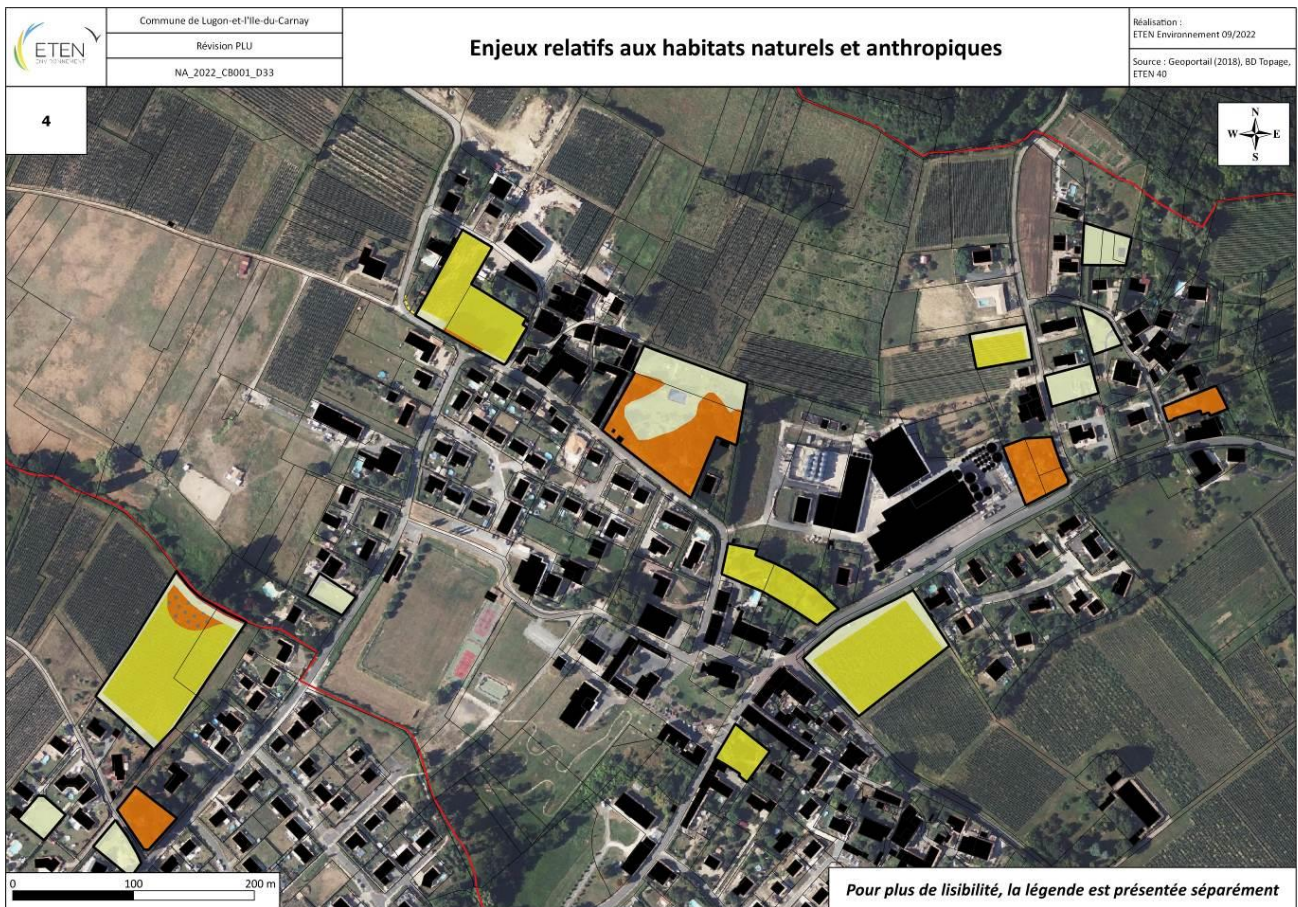 ETEN
ENVIRONNEMENT
Commune de Lugon-et-l'Ile-du-Carnay
Révision PLU
NA_2022_CB001_D33
Enjeux relatifs aux habitats naturels et anthropiques
Réalisation :
ETEN Environnement 09/2022
Source : Geoportail (2018), BD Topage,
ETEN 40
4
N
W E
S
0 100 200 m
Pour plus de lisibilité, la légende est présentée séparément